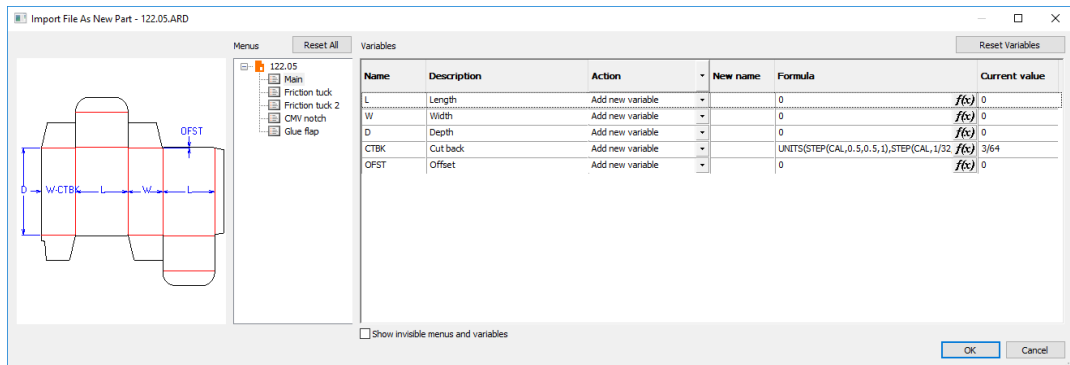 Import File As New Part - 122.05.ARD
Menus
Reset All
Variables
Reset Variables
122.05
Main
Friction tuck
Friction tuck 2
CMV notch
Glue flap
Name Description Action New name Formula Current value
L Length Add new variable 0 f(x) 0
W Width Add new variable 0 f(x) 0
D Depth Add new variable 0 f(x) 0
CTBK Cut back Add new variable UNITS(STEP(CAL,0.5,0.5,1),STEP(CAL,1/32 f(x) 3/64
OFST Offset Add new variable 0 f(x) 0
OFST
D W-CTBK L W L
Show invisible menus and variables
OK Cancel